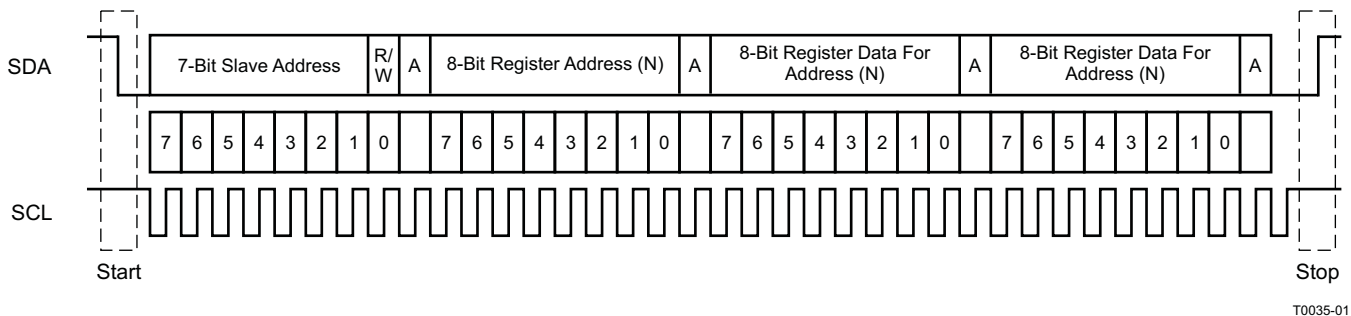 SDA
7-Bit Slave Address
R/
W
A
8-Bit Register Address (N)
A
8-Bit Register Data For
Address (N)
A
8-Bit Register Data For
Address (N)
A
7 6 5 4 3 2 1 0 7 6 5 4 3 2 1 0 7 6 5 4 3 2 1 0 7 6 5 4 3 2 1 0
SCL
Start
Stop
T0035-01